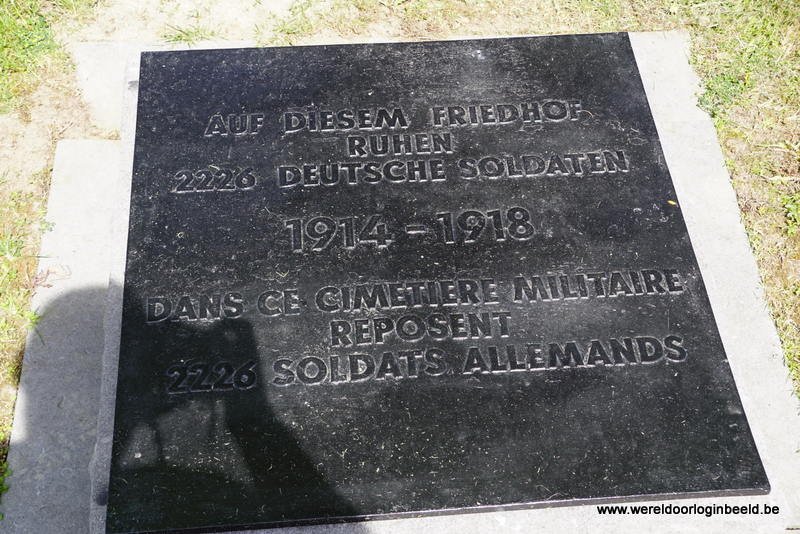 AUF DIESEM FRIEDHOF
RUHEN
2226 DEUTSCHE SOLDATEN
1914 - 1918
DANS CE CIMETIERE MILITAIRE
REPOSENT
2226 SOLDATS ALLEMANDS
www.wereldoorloginbeeld.be